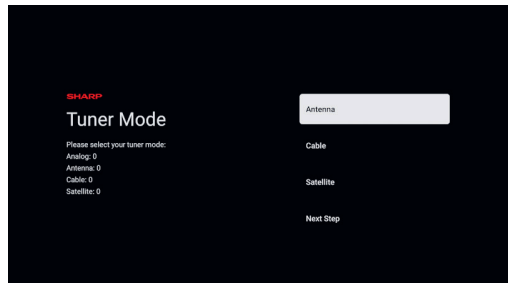 SHARP
Tuner Mode
Please select your tuner mode:
Analog: 0
Antenna: 0
Cable: 0
Satellite: 0
Antenna
Cable
Satellite
Next Step